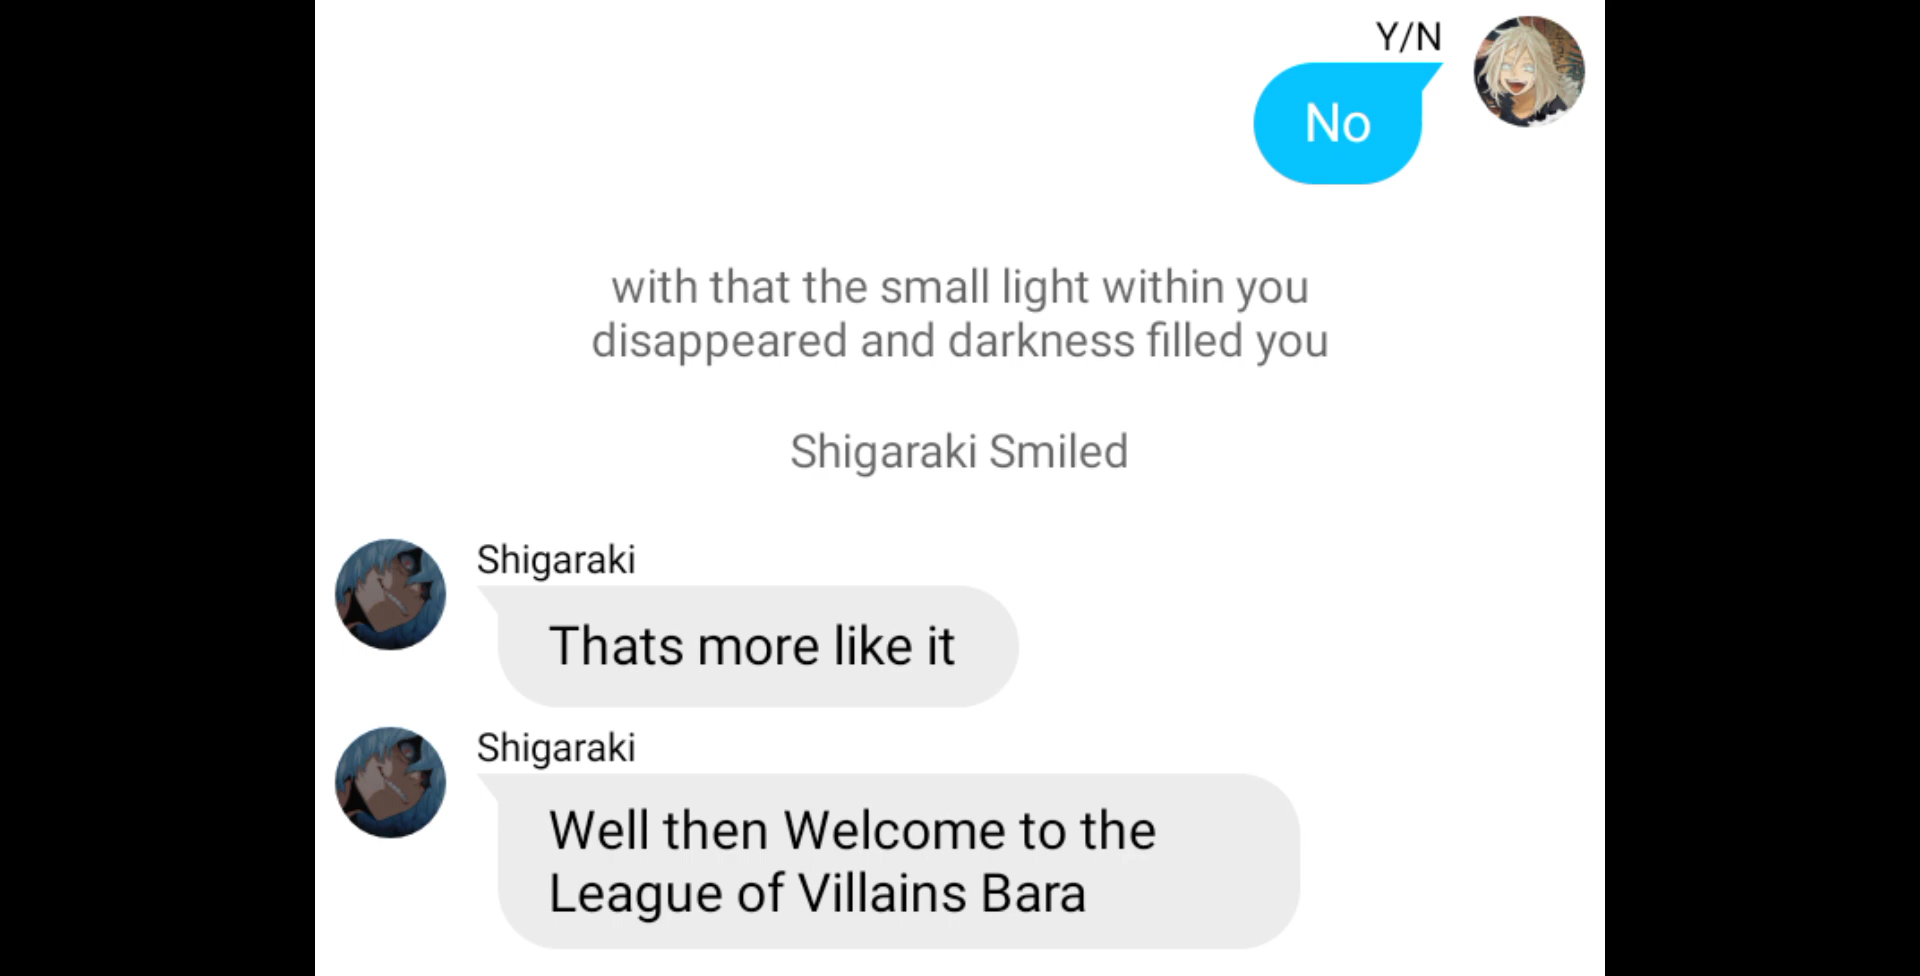 Y/N
No
with that the small light within you
disappeared and darkness filled you
Shigaraki Smiled
Shigaraki
Thats more like it
Shigaraki
Well then Welcome to the
League of Villains Bara